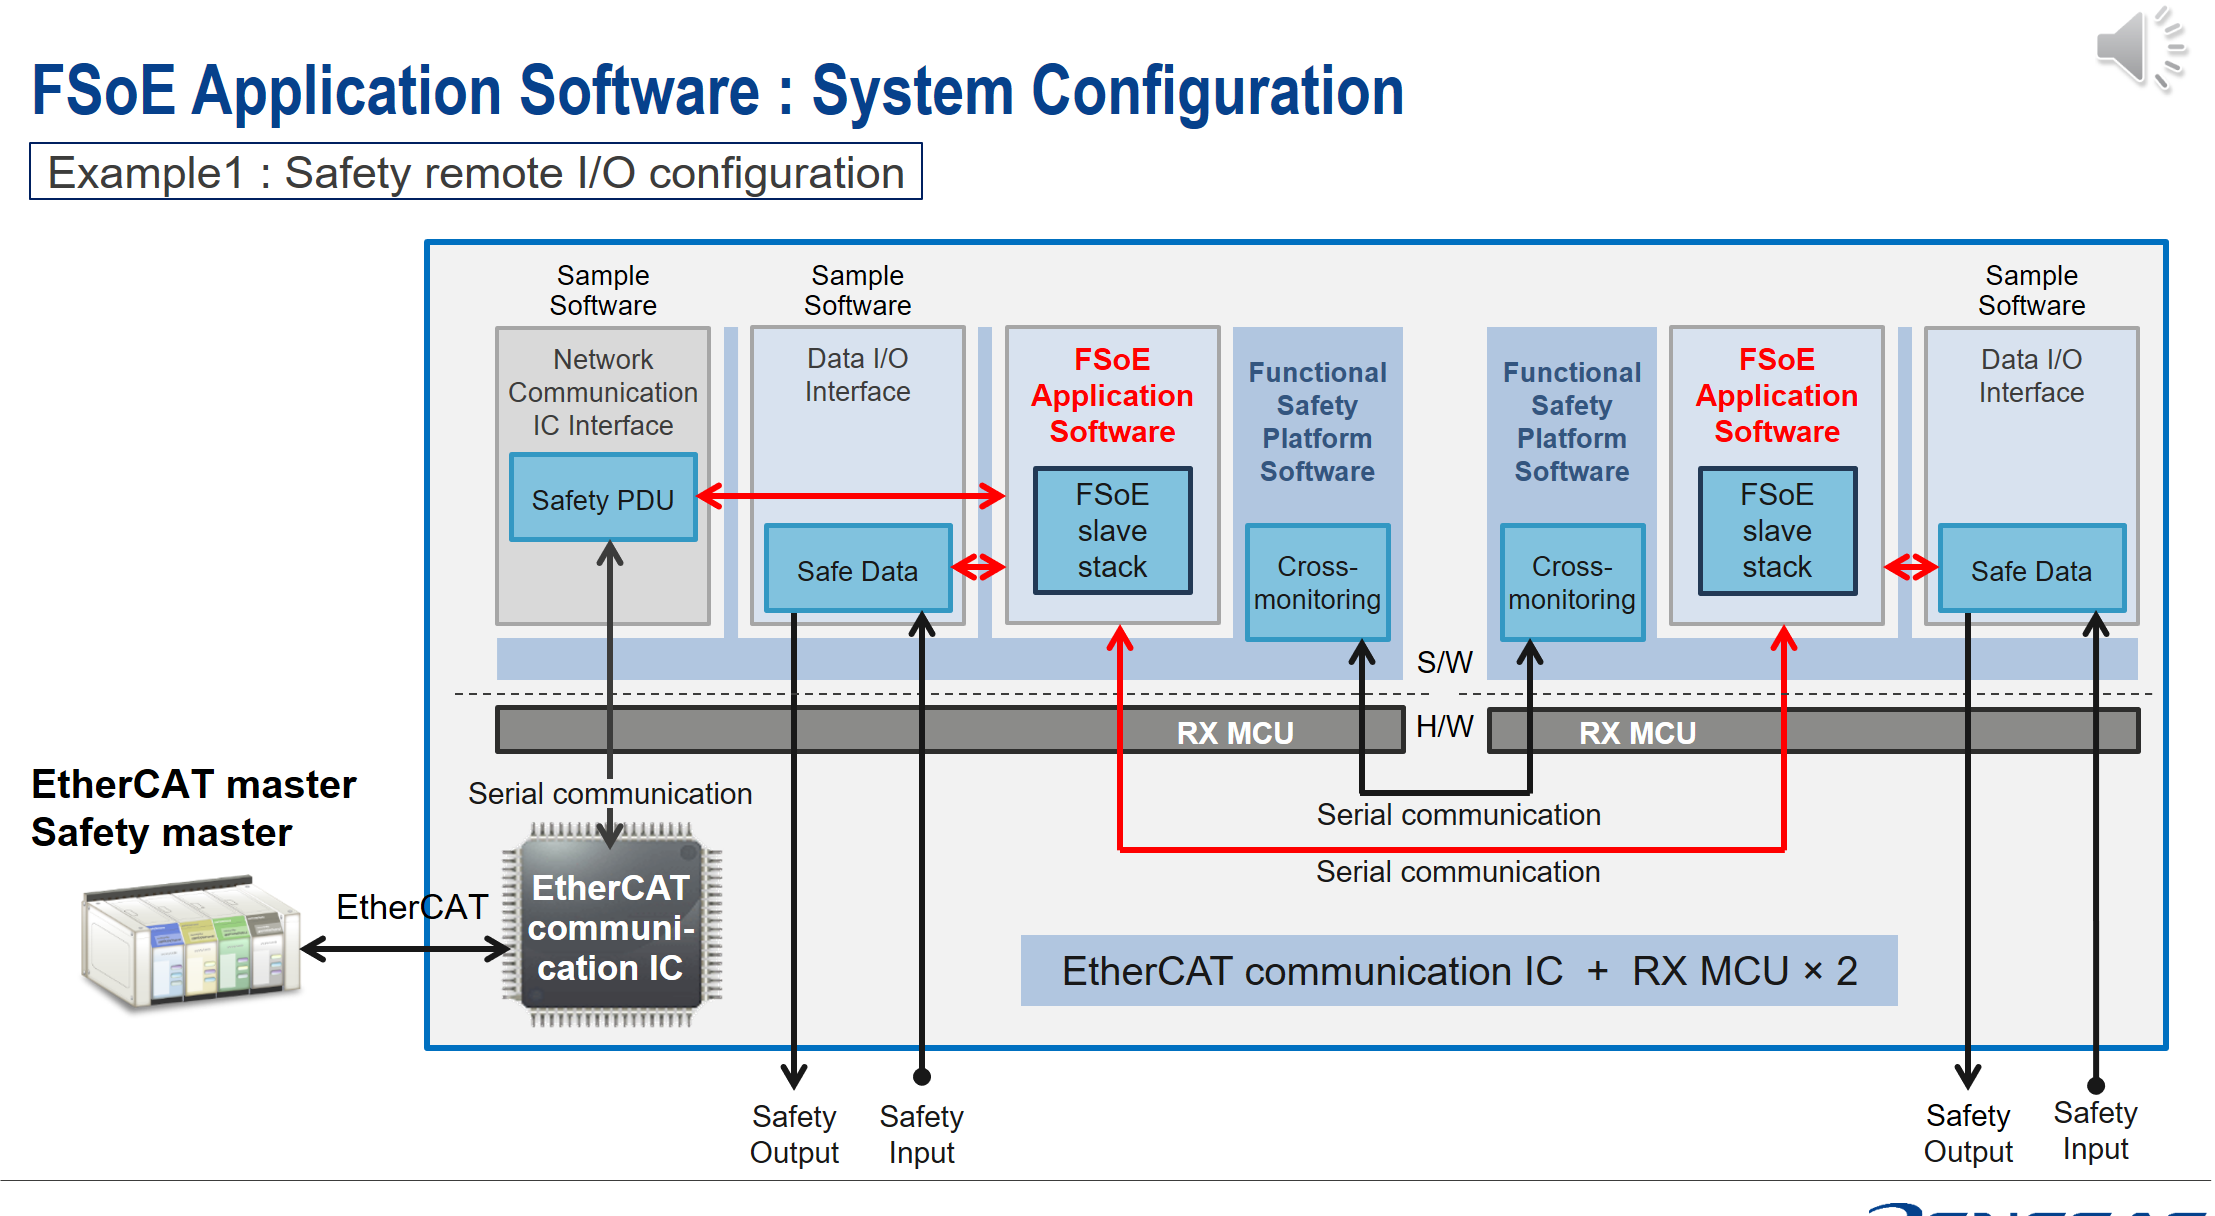 FSoE Application Software : System Configuration
Example1 : Safety remote I/O configuration
Sample
Software
Network
Communication
IC Interface
Safety PDU
Sample
Software
Data I/O
Interface
Safe Data
FSoE
Application
Software
FSoE
slave
stack
Functional
Safety
Platform
Software
Cross-
monitoring
Functional
Safety
Platform
Software
Cross-
monitoring
FSoE
Application
Software
FSoE
slave
stack
Sample
Software
Data I/O
Interface
Safe Data
S/W
H/W
RX MCU
RX MCU
Serial communication
Serial communication
Serial communication
EtherCAT master
Safety master
EtherCAT
EtherCAT
communi-
cation IC
EtherCAT communication IC + RX MCU × 2
Safety
Output
Safety
Input
Safety
Output
Safety
Input